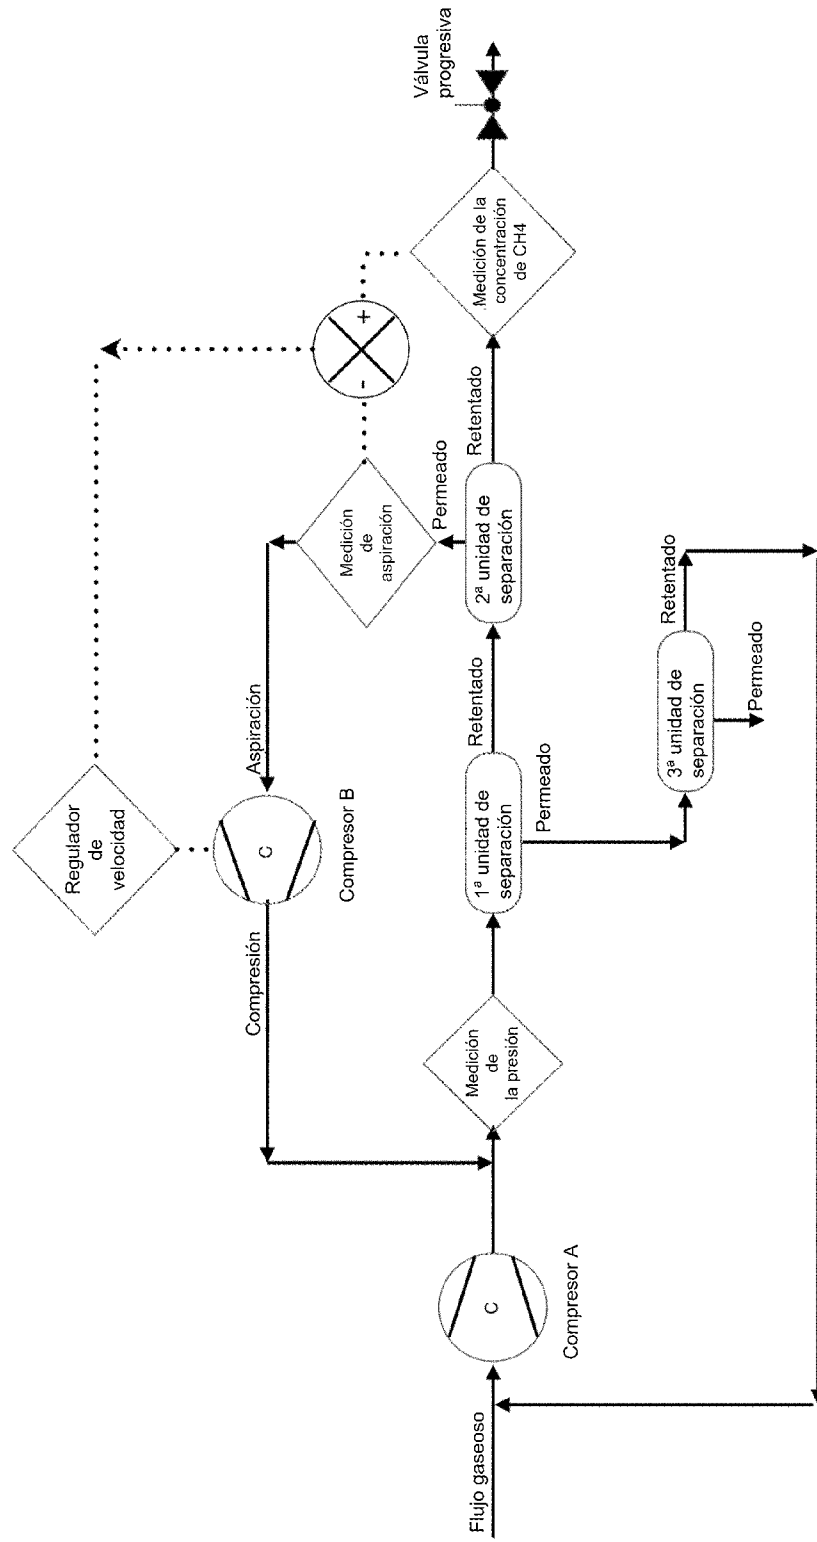 Flujo gaseoso
C
Compresor A
Medición
de
la presión
1ª unidad de
separación
Retentado
Permeado
2ª unidad de
separación
Retentado
Permeado
Medición de la
concentración
de CH4
Válvula
progresiva
3ª unidad de
separación
Retentado
Permeado
Medición
de
aspiración
- +
Aspiración
C
Compresor B
Compresión
Regulador
de
velocidad